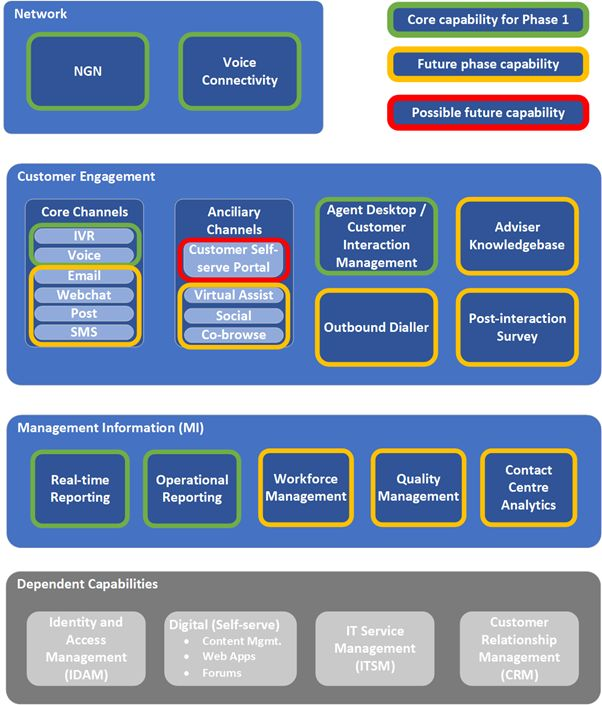 Network
NGN
Voice
Connectivity
Core capability for Phase 1
Future phase capability
Possible future capability
Customer Engagement
Core Channels
IVR
Voice
Email
Webchat
Post
SMS
Ancillary
Channels
Customer Self-
serve Portal
Virtual Assist
Social
Co-browse
Agent Desktop /
Customer
Interaction
Management
Adviser
Knowledgebase
Outbound Dialler
Post-interaction
Survey
Management Information (MI)
Real-time
Reporting
Operational
Reporting
Workforce
Management
Quality
Management
Contact
Centre
Analytics
Dependent Capabilities
Identity and
Access
Management
(IDAM)
Digital (Self-serve)
• Content Mgmt.
• Web Apps
• Forums
IT Service
Management
(ITSM)
Customer
Relationship
Management
(CRM)